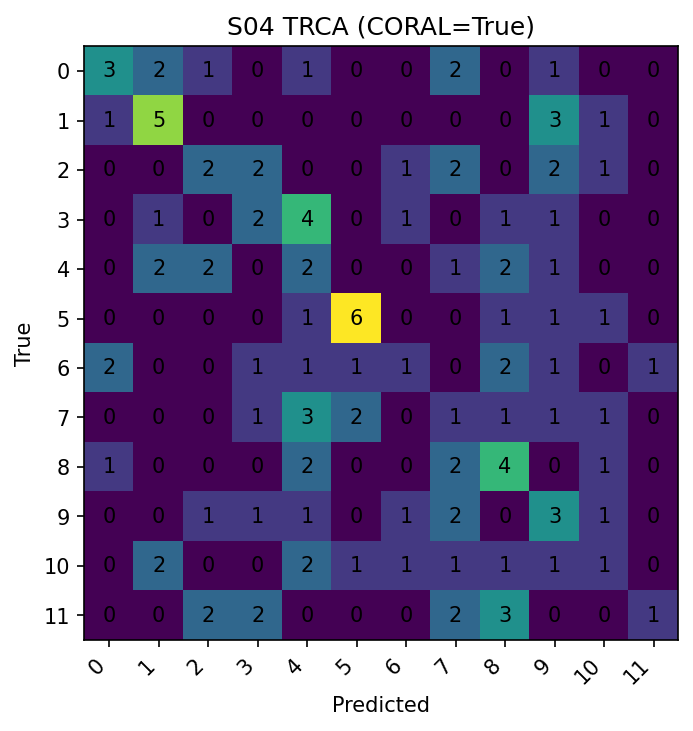 S04 TRCA (CORAL=True)
0 3 2 1 0 1 0 0 2 0 1 0 0
1 1 5 0 0 0 0 0 0 0 3 1 0
2 0 0 2 2 0 0 1 2 0 2 1 0
3 0 1 0 2 4 0 1 0 1 1 0 0
4 0 2 2 0 2 0 0 1 2 1 0 0
5 0 0 0 0 1 6 0 0 1 1 1 0
6 2 0 0 1 1 1 1 0 2 1 0 1
7 0 0 0 1 3 2 0 1 1 1 1 0
8 1 0 0 0 2 0 0 2 4 0 1 0
9 0 0 1 1 1 0 1 2 0 3 1 0
10 0 2 0 0 2 1 1 1 1 1 1 0
11 0 0 2 2 0 0 0 2 3 0 0 1
True
0 1 2 3 4 5 6 7 8 9 10 11
Predicted